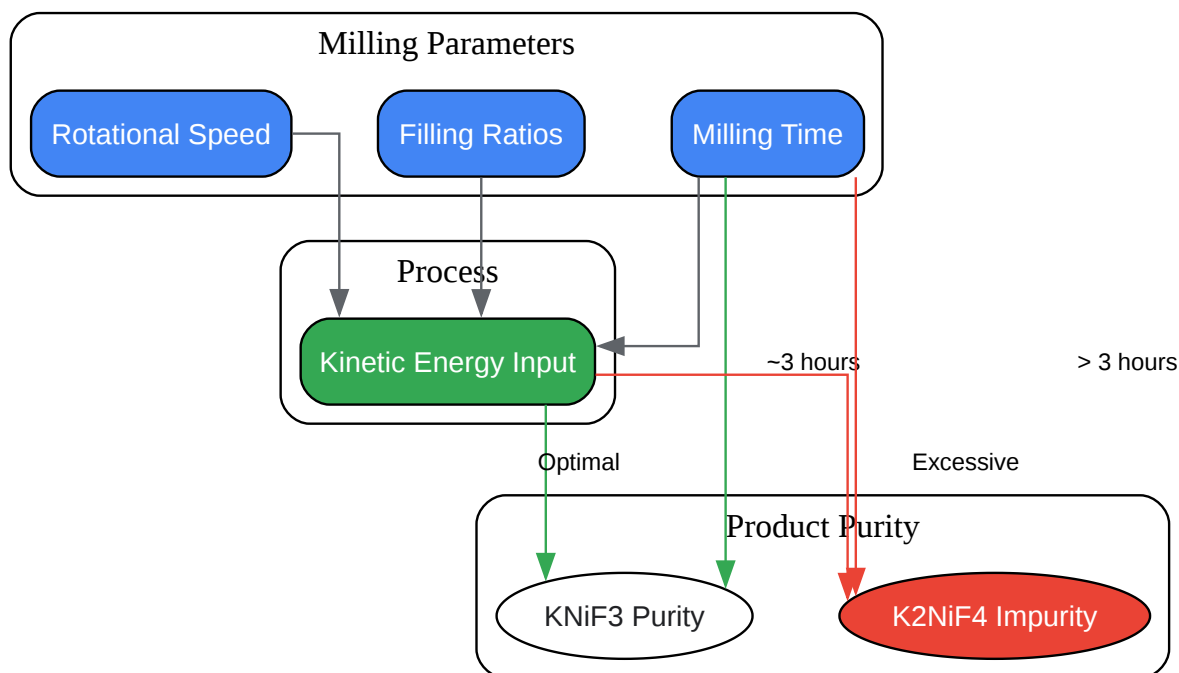 Milling Parameters
Rotational Speed
Filling Ratios
Milling Time
Process
Kinetic Energy Input
~3 hours
> 3 hours
Optimal
Excessive
Product Purity
KNiF3 Purity
K2NiF4 Impurity